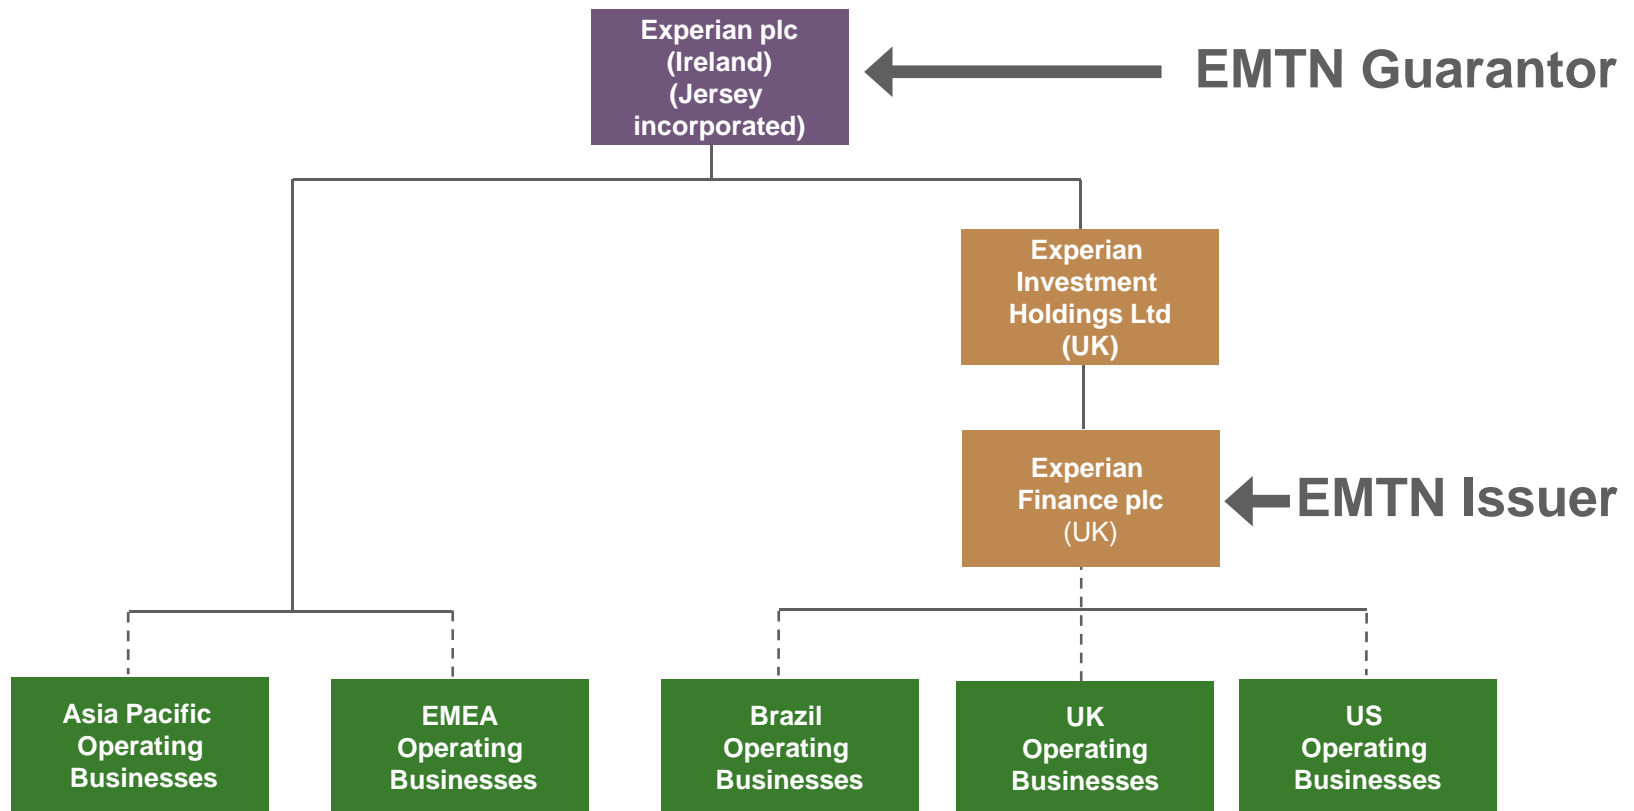 Experian plc
(Ireland)
(Jersey
incorporated)
EMTN Guarantor
Experian
Investment
Holdings Ltd
(UK)
Experian
Finance plc
(UK)
EMTN Issuer
Asia Pacific
Operating
Businesses
EMEA
Operating
Businesses
Brazil
Operating
Businesses
UK
Operating
Businesses
US
Operating
Businesses